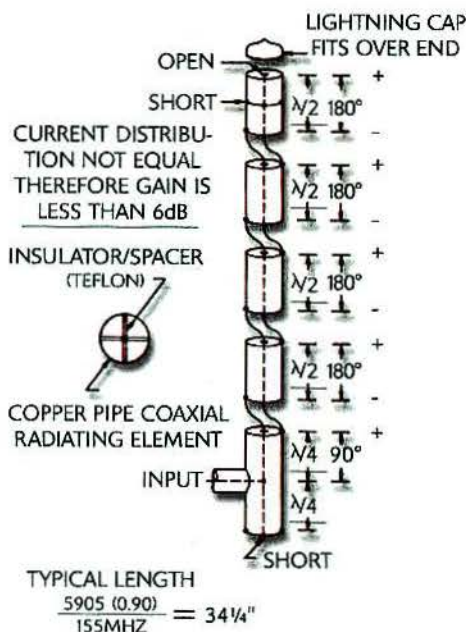 LIGHTNING CAP
FITS OVER END
OPEN
SHORT
λ/2 180°
+
-
CURRENT DISTRIBU-
TION NOT EQUAL
THEREFORE GAIN IS
LESS THAN 6dB
λ/2 180°
+
-
INSULATOR/SPACER
(TEFLON)
λ/2 180°
+
-
λ/2 180°
+
-
COPPER PIPE COAXIAL
RADIATING ELEMENT
λ/4 90°
+
INPUT
λ/4
SHORT
TYPICAL LENGTH
5905 (0.90)
155MHZ
= 34¼"